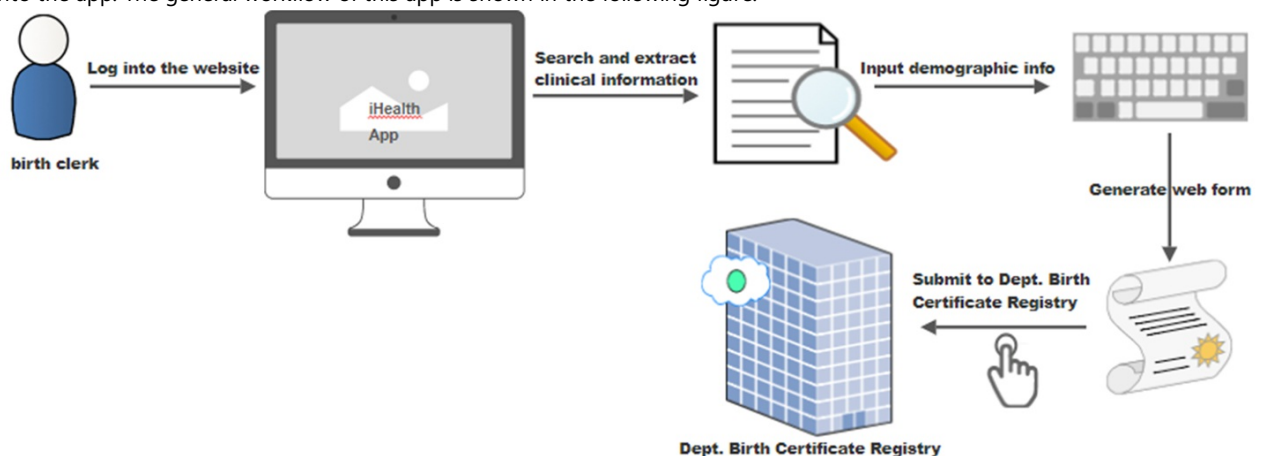 into the app. The general workflow of this app is shown in the following figure.
Log into the website
Search and extract
clinical information
Input demographic info
iHealth
App
birth clerk
Generate web form
Submit to Dept. Birth
Certificate Registry
Dept. Birth Certificate Registry